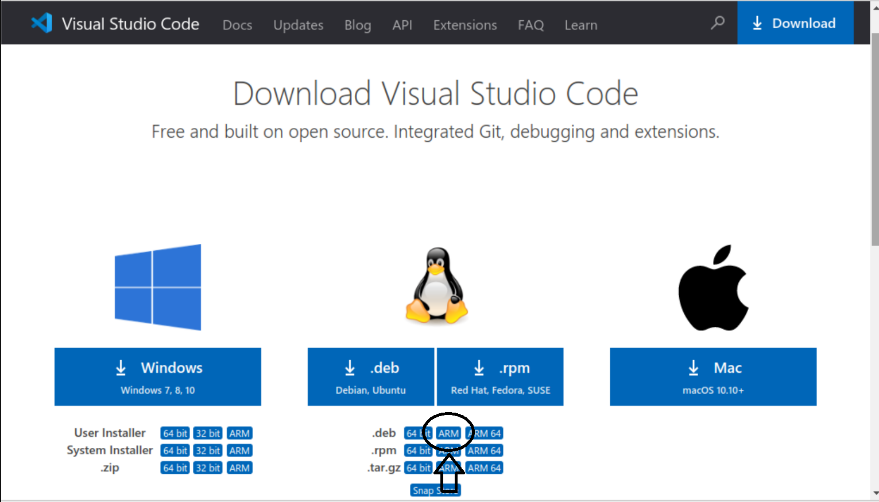 Visual Studio Code Docs Updates Blog API Extensions FAQ Learn Download
Download Visual Studio Code
Free and built on open source. Integrated Git, debugging and extensions.
Windows
Windows 7, 8, 10
.deb
Debian, Ubuntu
.rpm
Red Hat, Fedora, SUSE
Mac
macOS 10.10+
User Installer 64 bit 32 bit ARM
System Installer 64 bit 32 bit ARM
.zip 64 bit 32 bit ARM
.deb 64 bit ARM ARM 64
.rpm 64 bit ARM ARM 64
.tar.gz 64 bit ARM ARM 64
Snap Store